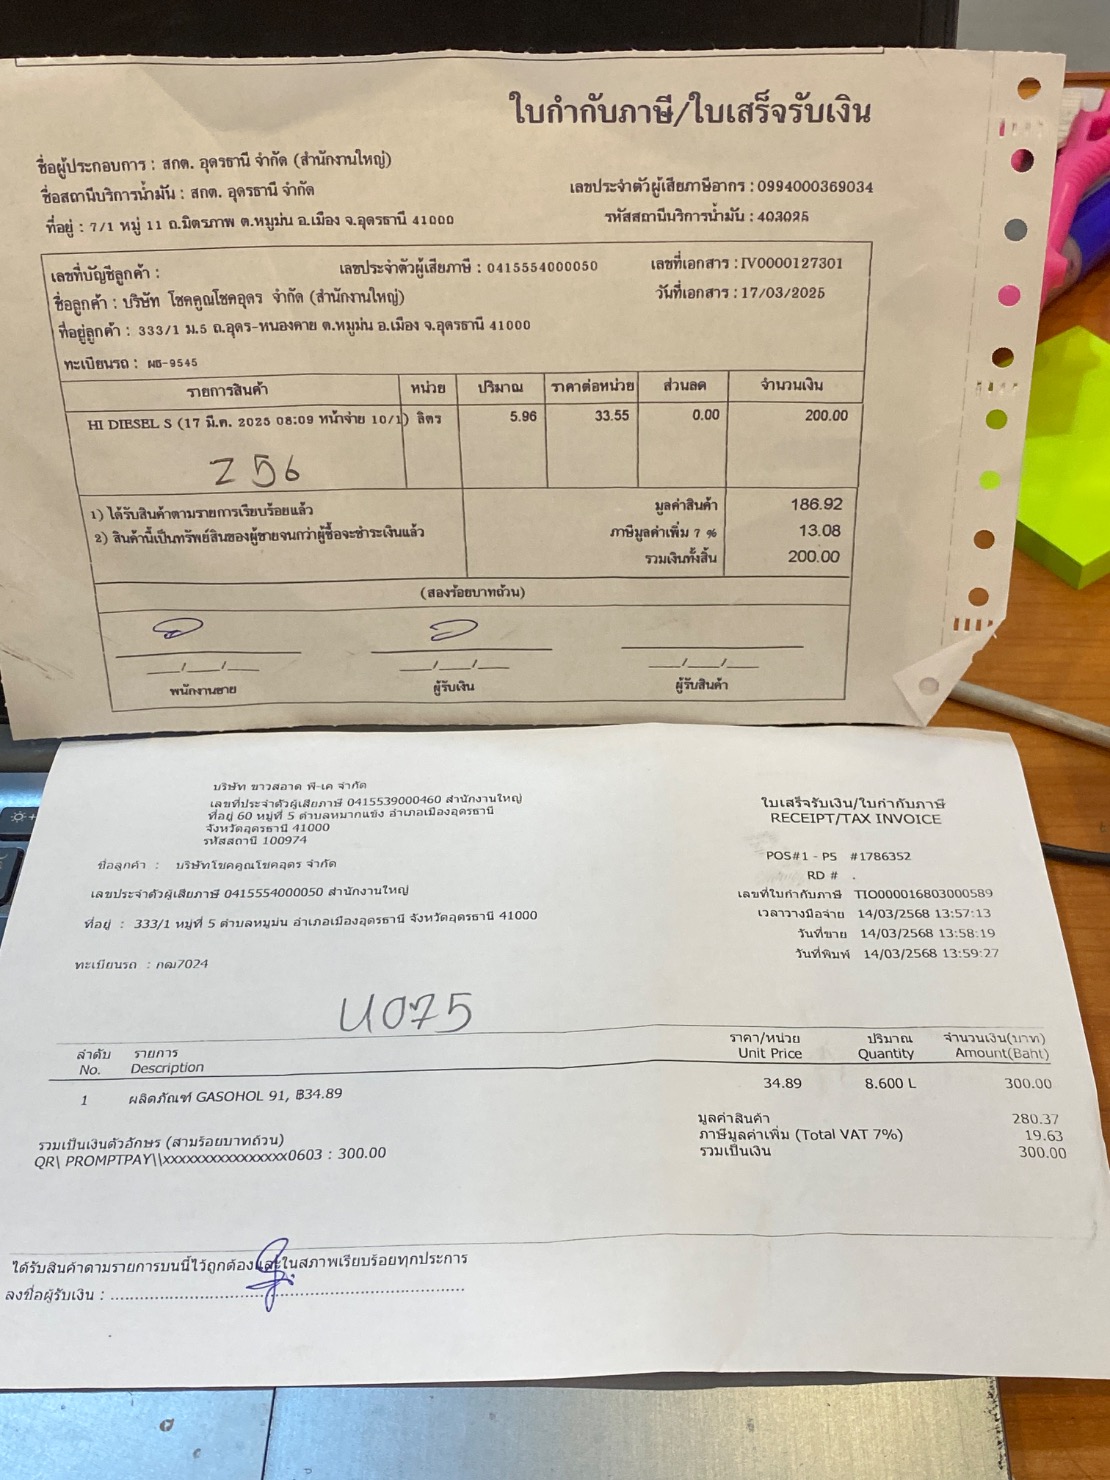 ใบกำกับภาษี/ใบเสร็จรับเงิน
ชื่อผู้ประกอบการ : สกต. อุดรธานี จำกัด (สำนักงานใหญ่)
ชื่อสถานีบริการน้ำมัน : สกต. อุดรธานี จำกัด
เลขประจำตัวผู้เสียภาษีอากร : 0994000369034
ที่อยู่ : 7/1 หมู่ 11 ถ.มิตรภาพ ต.หมูม่น อ.เมือง จ.อุดรธานี 41000
รหัสสถานีบริการน้ำมัน : 403025
เลขที่บัญชีลูกค้า :
เลขประจำตัวผู้เสียภาษี : 0415554000050
เลขที่เอกสาร : IV0000127301
ชื่อลูกค้า : บริษัท โชคคูณโชคอุดร จำกัด (สำนักงานใหญ่)
วันที่เอกสาร : 17/03/2025
ที่อยู่ลูกค้า : 333/1 ม.5 ถ.อุดร-หนองคาย ต.หมูม่น อ.เมือง จ.อุดรธานี 41000
ทะเบียนรถ : ผธ-9545
รายการสินค้า หน่วย ปริมาณ ราคาต่อหน่วย ส่วนลด จำนวนเงิน
HI DIESEL S (17 มี.ค. 2025 08:09 หน้าจ่าย 10/1) ลิตร 5.96 33.55 0.00 200.00
256
1) ได้รับสินค้าตามรายการเรียบร้อยแล้ว
2) สินค้านี้เป็นทรัพย์สินของผู้ขายจนกว่าผู้ซื้อจะชำระเงินแล้ว
มูลค่าสินค้า 186.92
ภาษีมูลค่าเพิ่ม 7 % 13.08
รวมเงินทั้งสิ้น 200.00
(สองร้อยบาทถ้วน)
__/__/__ __/__/__ __/__/__
พนักงานขาย ผู้รับเงิน ผู้รับสินค้า
บริษัท ขาวสอาด พี-เค จำกัด
เลขที่ประจำตัวผู้เสียภาษี 0415539000460 สำนักงานใหญ่
ที่อยู่ 60 หมู่ที่ 5 ตำบลหมากแข้ง อำเภอเมืองอุดรธานี
จังหวัดอุดรธานี 41000
รหัสสถานี 100974
ใบเสร็จรับเงิน/ใบกำกับภาษี
RECEIPT/TAX INVOICE
ชื่อลูกค้า : บริษัทโชคคูณโชคอุดร จำกัด
POS#1 - P5 #1786352
RD # .
เลขประจำตัวผู้เสียภาษี 0415554000050 สำนักงานใหญ่
เลขที่ใบกำกับภาษี TIO000016803000589
ที่อยู่ : 333/1 หมู่ที่ 5 ตำบลหมูม่น อำเภอเมืองอุดรธานี จังหวัดอุดรธานี 41000
เวลาวางมือจ่าย 14/03/2568 13:57:13
วันที่ขาย 14/03/2568 13:58:19
วันที่พิมพ์ 14/03/2568 13:59:27
ทะเบียนรถ : กฒ7024
U075
ลำดับ รายการ ราคา/หน่วย ปริมาณ จำนวนเงิน(บาท)
No. Description Unit Price Quantity Amount(Baht)
1 ผลิตภัณฑ์ GASOHOL 91, ฿34.89 34.89 8.600 L 300.00
มูลค่าสินค้า 280.37
ภาษีมูลค่าเพิ่ม (Total VAT 7%) 19.63
รวมเป็นเงิน 300.00
รวมเป็นเงินตัวอักษร (สามร้อยบาทถ้วน)
QR\ PROMPTPAY\\xxxxxxxxxxxxxxxx0603 : 300.00
ได้รับสินค้าตามรายการบนนี้ไว้ถูกต้องและในสภาพเรียบร้อยทุกประการ
ลงชื่อผู้รับเงิน : ........................................